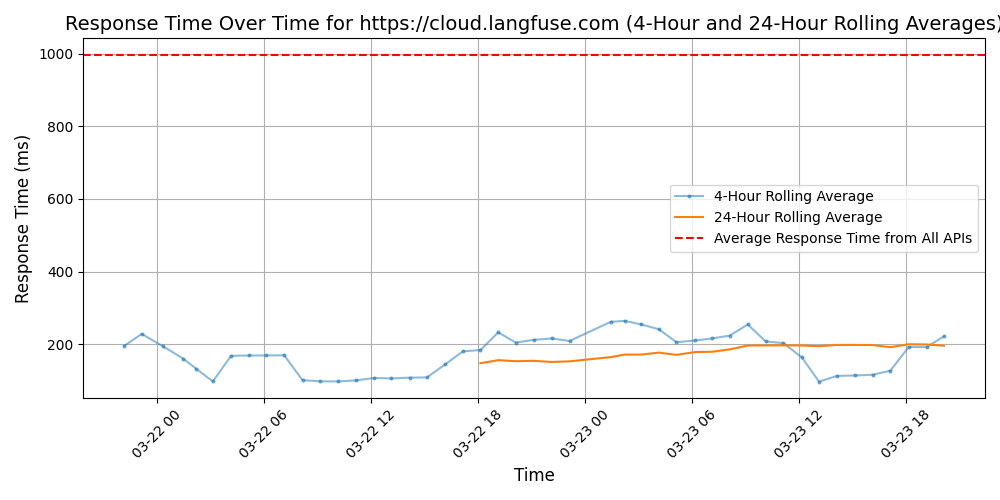 Response Time Over Time for https://cloud.langfuse.com (4-Hour and 24-Hour Rolling Averages)
1000
800
600
400
200
Response Time (ms)
4-Hour Rolling Average
24-Hour Rolling Average
Average Response Time from All APIs
03-22 00
03-22 06
03-22 12
03-22 18
03-23 00
03-23 06
03-23 12
03-23 18
Time